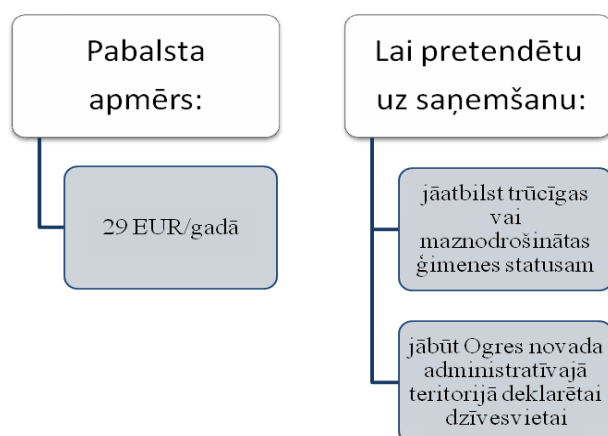 Pabalsta
apmērs:
29 EUR/gadā
Lai pretendētu
uz saņemšanu:
jāatbilst trūcīgas
vai
maznodrošinātas
ģimenes statusam
jābūt Ogres novada
administratīvajā
teritorijā deklarētai
dzīvesvietai